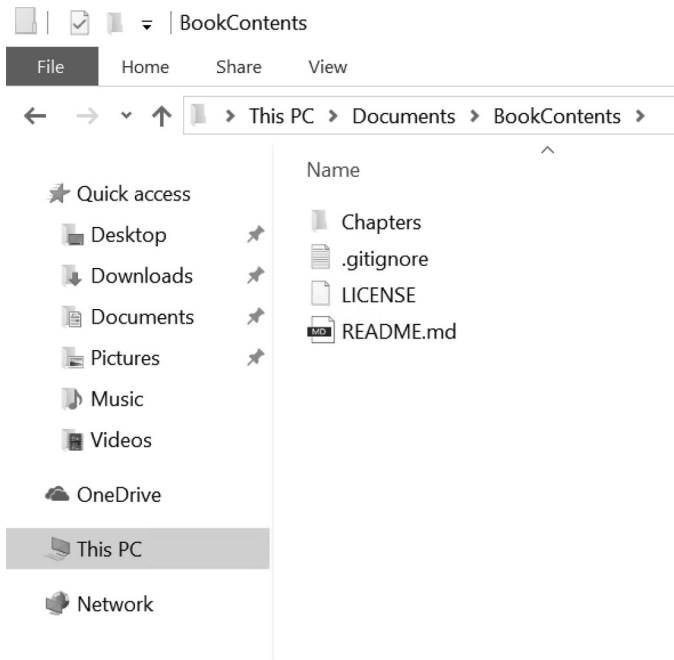 BookContents
File Home Share View
This PC > Documents > BookContents >
Name
Quick access
Desktop
Downloads
Documents
Pictures
Music
Videos
OneDrive
This PC
Network
Chapters
.gitignore
LICENSE
MD README.md